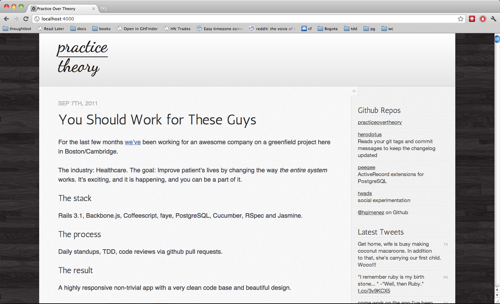 Practice Over Theory
localhost:4000
thoughtbot
Read Later
docs
books
Open in GHFinder
HN Trades
Easy timezone con
reddit: the voice of
rf
Bogota
ldd
pg
wc
practice
theory
SEP 7TH, 2011
You Should Work for These Guys
For the last few months we've been working for an awesome company on a greenfield project here
in Boston/Cambridge.
The industry: Healthcare. The goal: Improve patient's lives by changing the way the entire system
works. It's exciting, and it is happening, and you can be a part of it.
The stack
Rails 3.1, Backbone.js, Coffeescript, faye, PostgreSQL, Cucumber, RSpec and Jasmine.
The process
Daily standups, TDD, code reviews via github pull requests.
The result
A highly responsive non-trivial app with a very clean code base and beautiful design.
Github Repos
practiceovertheory
herodotus
Reads your git tags and commit
messages to keep the changelog
updated
pegpee
ActiveRecord extensions for
PostgreSQL
twada
social experimentation
@hgimenez on Github
Latest Tweets
Get home, wife is busy making
coconut macaroons. In addition
to that, she's carrying our first child.
Wooo!!!
"I remember ruby is my birth
stone..." -"Well, then Ruby."